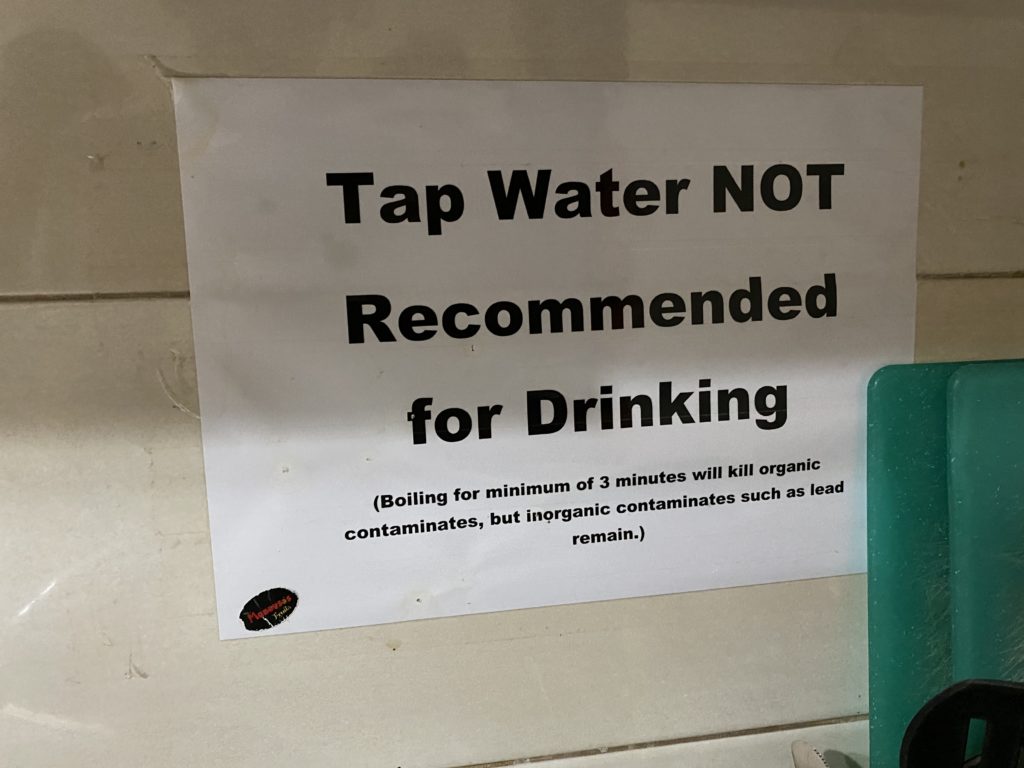 Tap Water NOT
Recommended
for Drinking
(Boiling for minimum of 3 minutes will kill organic
contaminates, but inorganic contaminates such as lead
remain.)